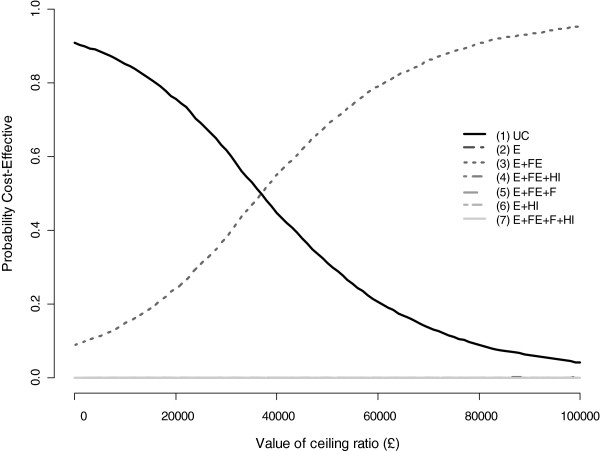 Probability Cost-Effective
1.0
0.8
0.6
0.4
0.2
0.0
(1) UC
(2) E
(3) E+FE
(4) E+FE+HI
(5) E+FE+F
(6) E+HI
(7) E+FE+F+HI
0 20000 40000 60000 80000 100000
Value of ceiling ratio (£)